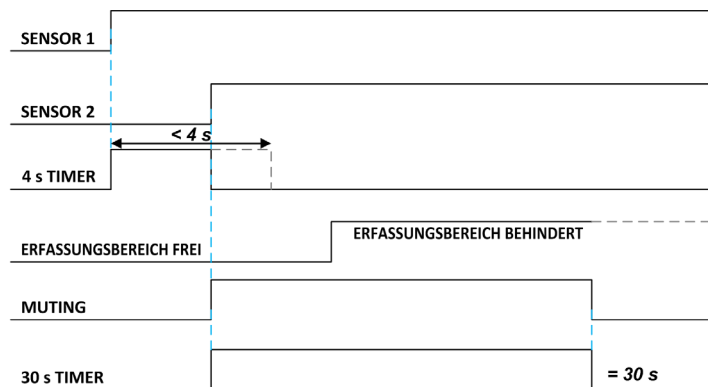 SENSOR 1
SENSOR 2
< 4 s
4 s TIMER
ERFASSUNGSBEREICH BEHINDERT
ERFASSUNGSBEREICH FREI
MUTING
30 s TIMER
= 30 s